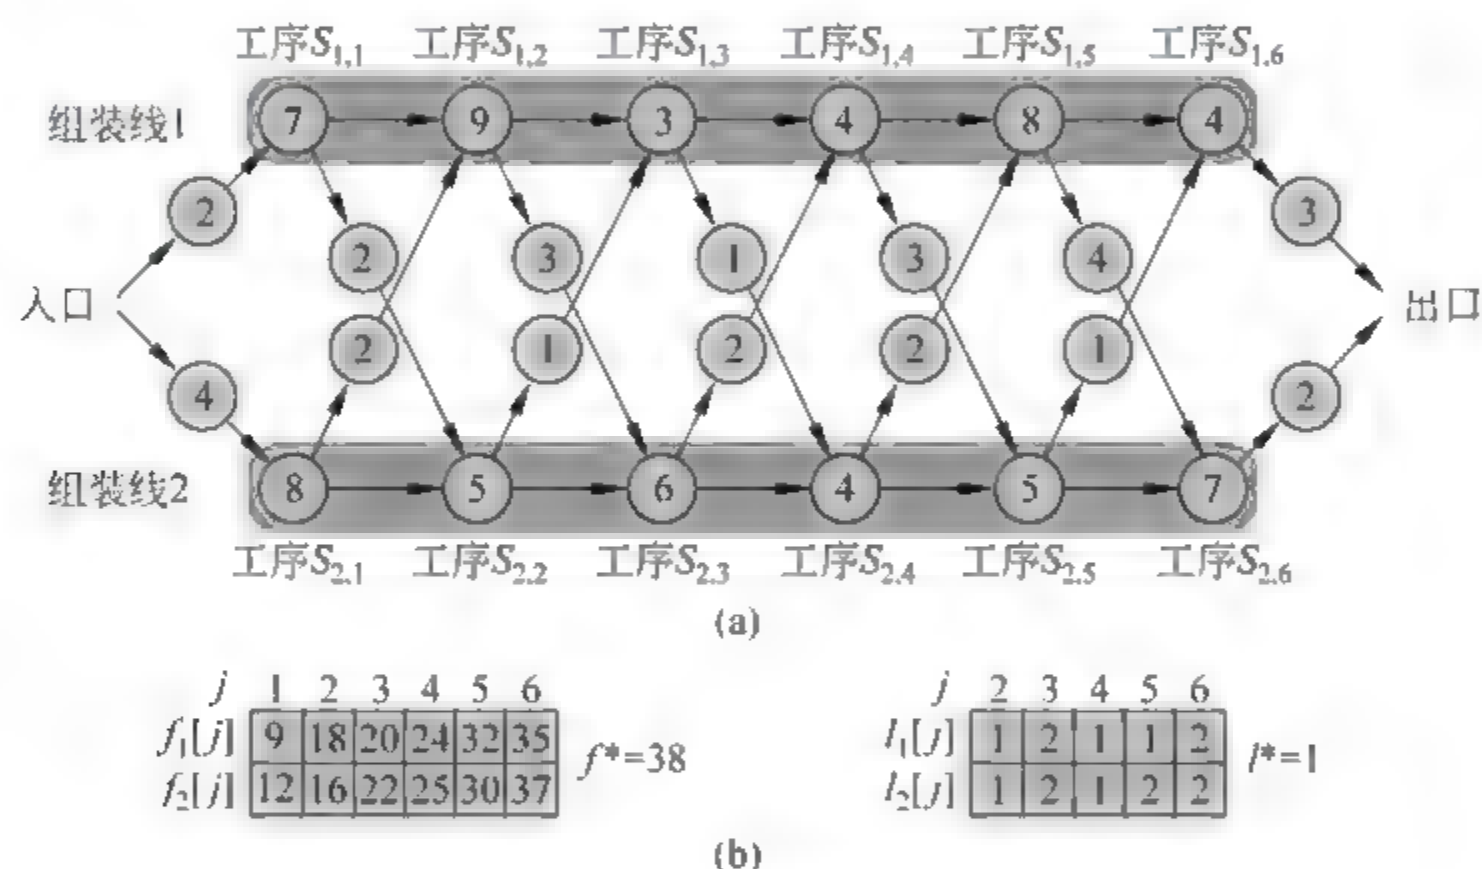 工序S1,1 工序S1,2 工序S1,3 工序S1,4 工序S1,5 工序S1,6
组装线1 7 9 3 4 8 4
2 3
2 3 1 3 4
入口 出口
2 1 2 2 1
4 2
组装线2 8 5 6 4 5 7
工序S2,1 工序S2,2 工序S2,3 工序S2,4 工序S2,5 工序S2,6
(a)
j 1 2 3 4 5 6 j 2 3 4 5 6
f1[j] 9 18 20 24 32 35 f*=38 l1[j] 1 2 1 1 2 l*=1
f2[j] 12 16 22 25 30 37 l2[j] 1 2 1 2 2
(b)